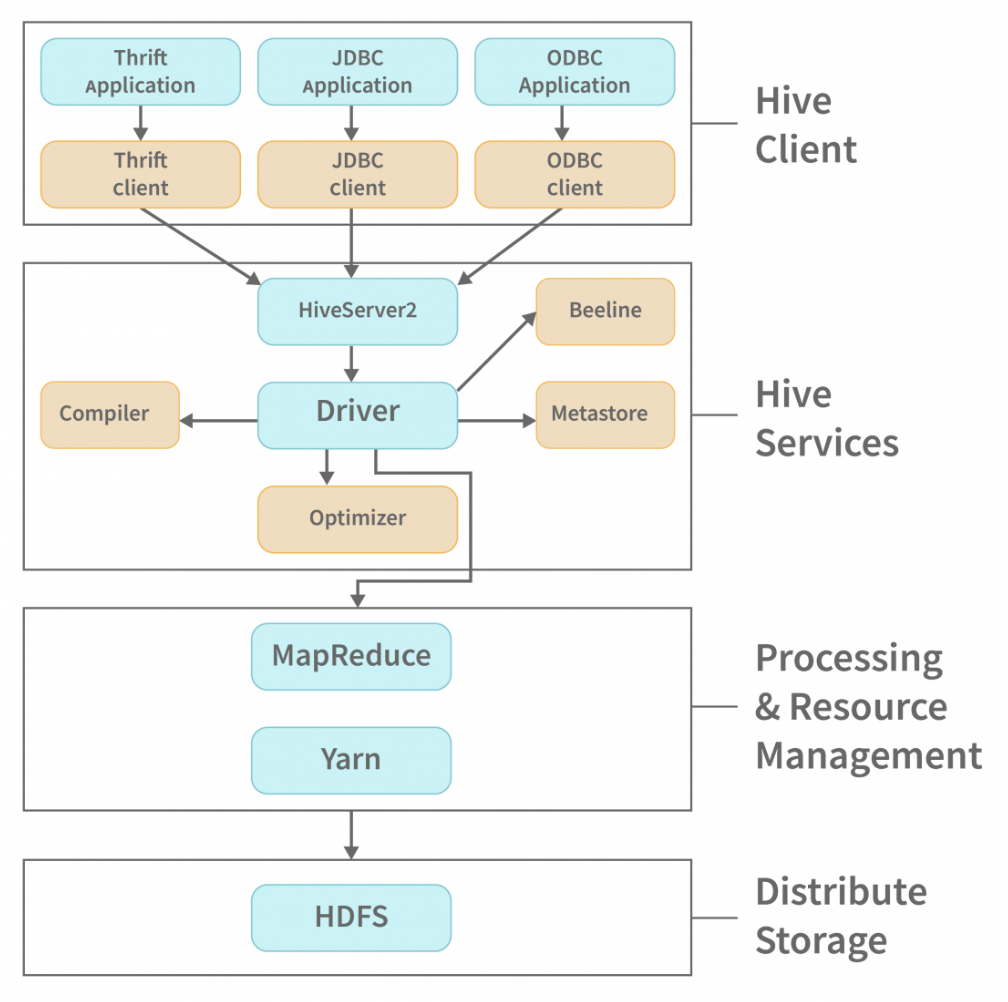 Thrift
Application
JDBC
Application
ODBC
Application
Hive
Client
Thrift
client
JDBC
client
ODBC
client
HiveServer2
Beeline
Compiler
Driver
Metastore
Hive
Services
Optimizer
MapReduce
Processing
& Resource
Management
Yarn
HDFS
Distribute
Storage